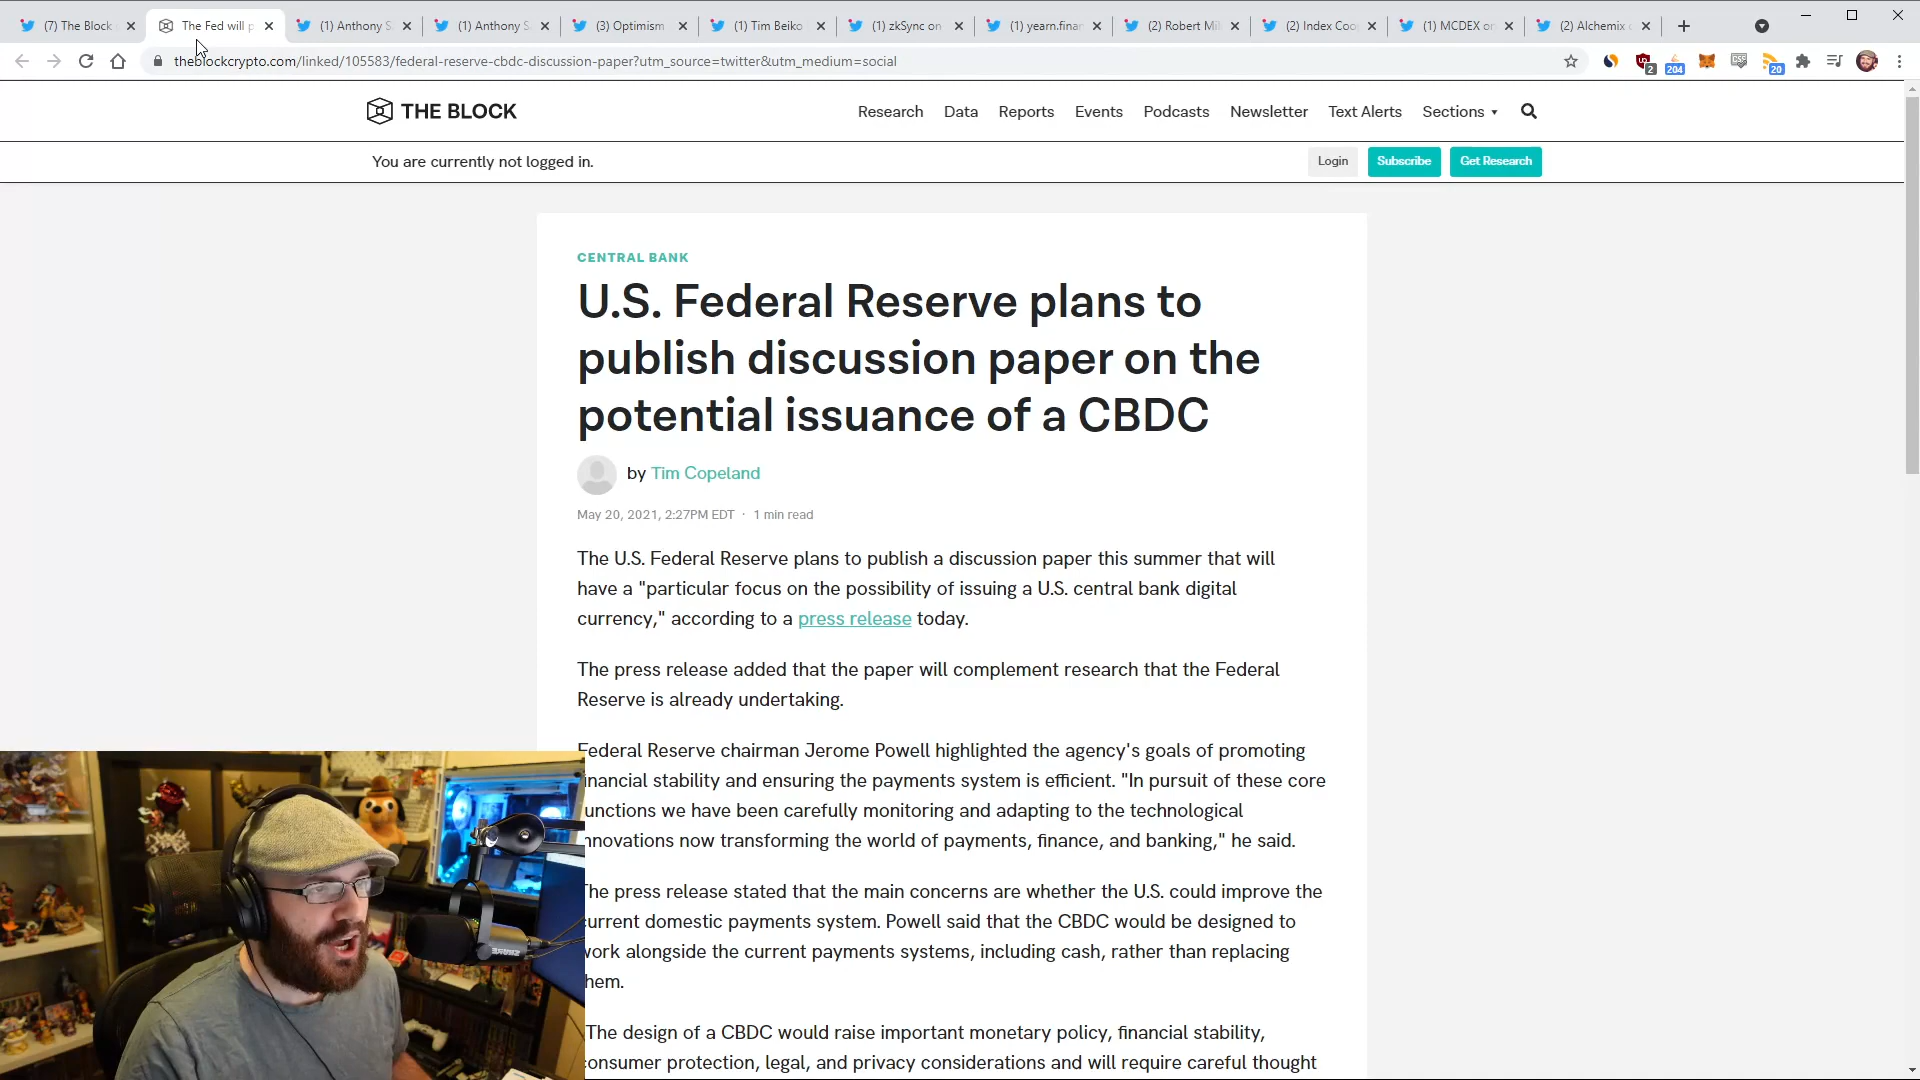 (7) The Block
The Fed will p
(1) Anthony S
(1) Anthony S
(3) Optimism
(1) Tim Beiko
(1) zkSync on
(1) yearn.finan
(2) Robert Mil
(2) Index Coo
(1) MCDEX on
(2) Alchemix o
theblockcrypto.com/linked/105583/federal-reserve-cbdc-discussion-paper?utm_source=twitter&utm_medium=social
2
204
20
THE BLOCK
Research Data Reports Events Podcasts Newsletter Text Alerts Sections
You are currently not logged in.
Login Subscribe Get Research
CENTRAL BANK
U.S. Federal Reserve plans to
publish discussion paper on the
potential issuance of a CBDC
by Tim Copeland
May 20, 2021, 2:27PM EDT · 1 min read
The U.S. Federal Reserve plans to publish a discussion paper this summer that will
have a "particular focus on the possibility of issuing a U.S. central bank digital
currency," according to a press release today.
The press release added that the paper will complement research that the Federal
Reserve is already undertaking.
Federal Reserve chairman Jerome Powell highlighted the agency's goals of promoting
inancial stability and ensuring the payments system is efficient. "In pursuit of these core
unctions we have been carefully monitoring and adapting to the technological
nnovations now transforming the world of payments, finance, and banking," he said.
The press release stated that the main concerns are whether the U.S. could improve the
current domestic payments system. Powell said that the CBDC would be designed to
work alongside the current payments systems, including cash, rather than replacing
hem.
The design of a CBDC would raise important monetary policy, financial stability,
consumer protection, legal, and privacy considerations and will require careful thought